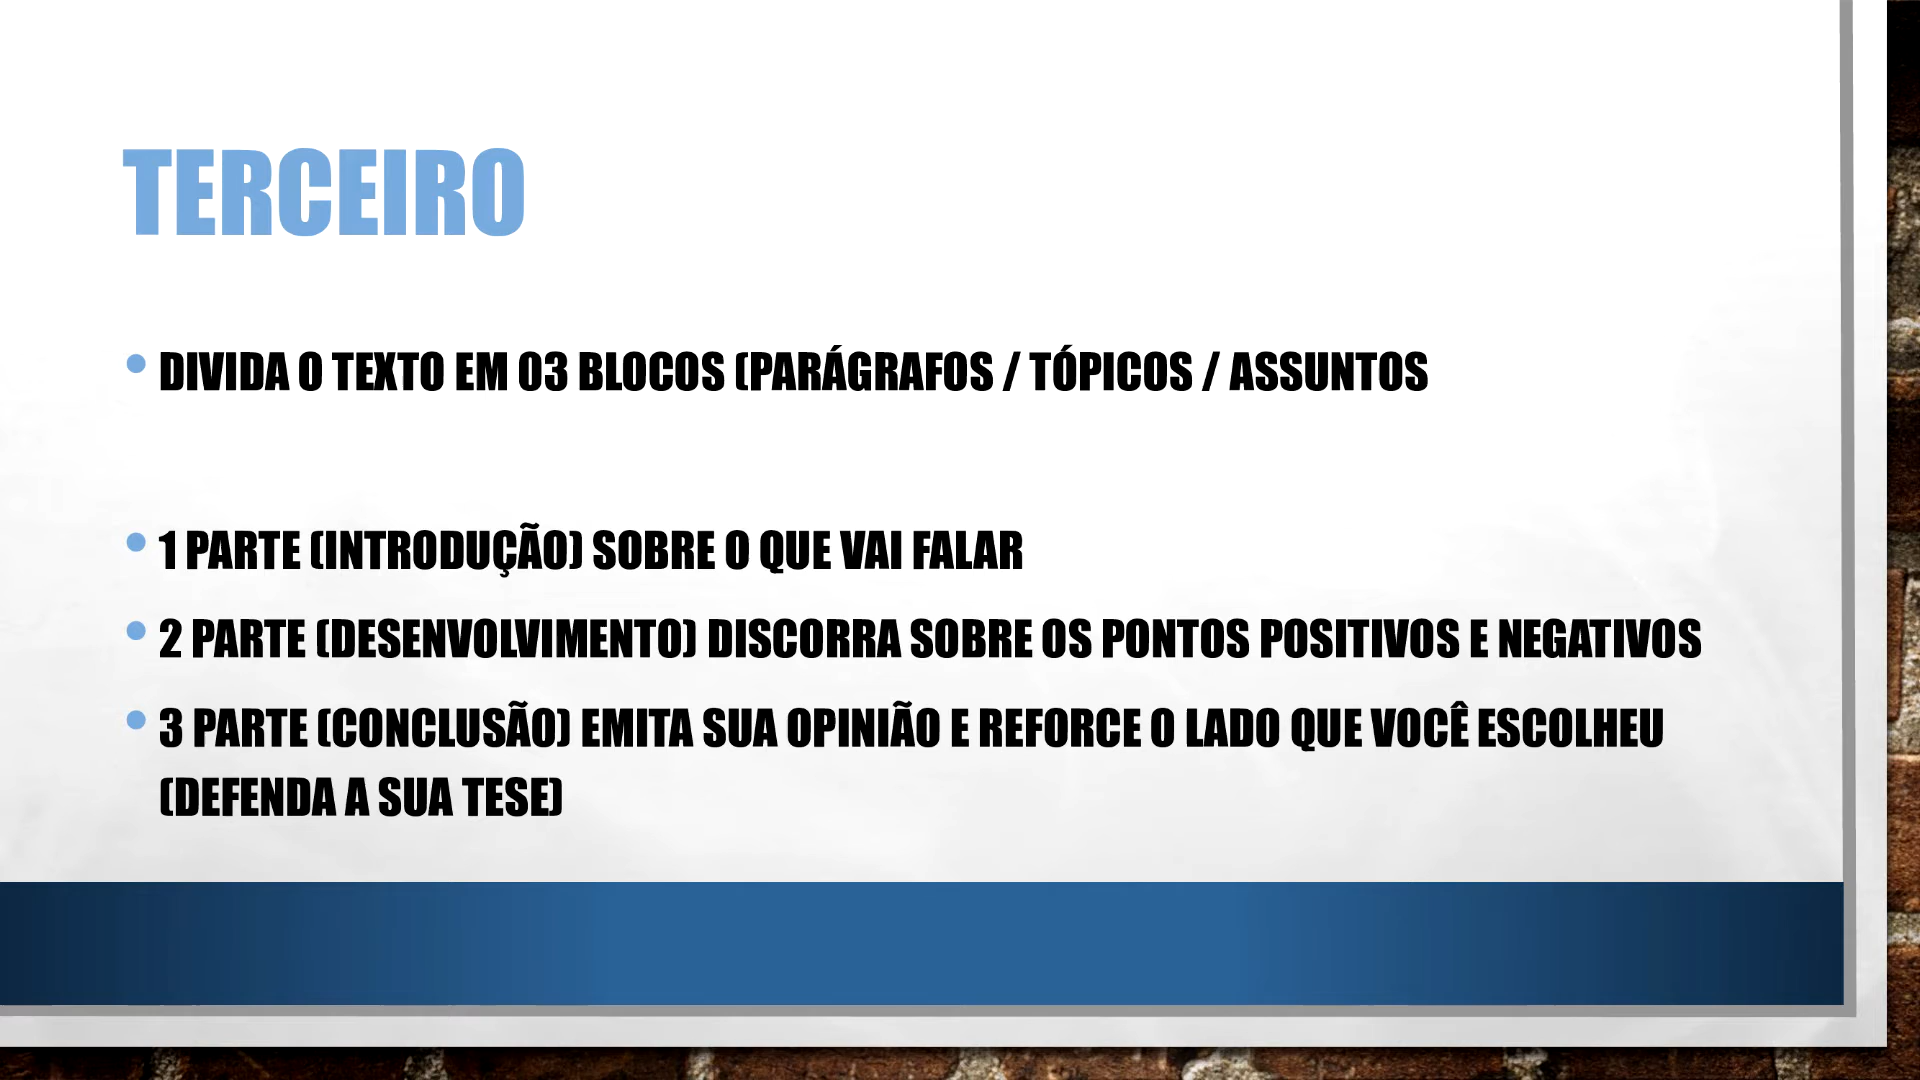 TERCEIRO
• DIVIDA O TEXTO EM 03 BLOCOS (PARÁGRAFOS / TÓPICOS / ASSUNTOS
• 1 PARTE (INTRODUÇÃO) SOBRE O QUE VAI FALAR
• 2 PARTE (DESENVOLVIMENTO) DISCORRA SOBRE OS PONTOS POSITIVOS E NEGATIVOS
• 3 PARTE (CONCLUSÃO) EMITA SUA OPINIÃO E REFORCE O LADO QUE VOCÊ ESCOLHEU
(DEFENDA A SUA TESE)